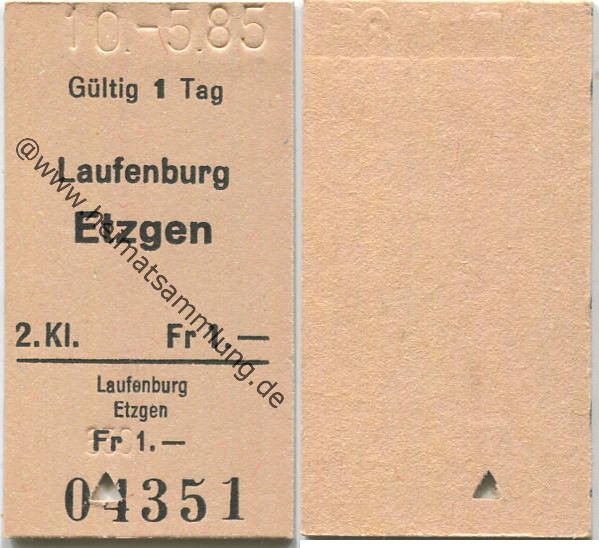 10.-5.85
Gültig 1 Tag
Laufenburg
Etzgen
2.Kl. Fr 1.—
Laufenburg
Etzgen
Fr 1.—
04351
@www.heimatsammlung.de